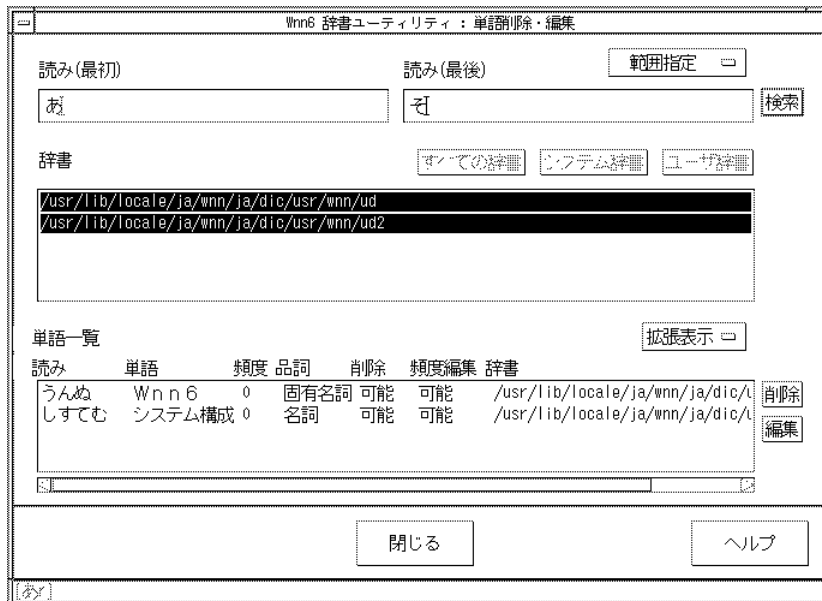 Wnn6 辞書ユーティリティ : 単語削除・編集
読み(最初) 読み(最後) 範囲指定
あ そ 検索
辞書 すべての辞書 システム辞書 ユーザ辞書
/usr/lib/locale/ja/wnn/ja/dic/usr/wnn/ud
/usr/lib/locale/ja/wnn/ja/dic/usr/wnn/ud2
単語一覧 拡張表示
読み 単語 頻度 品詞 削除 頻度編集 辞書
うんぬ Wnn6 0 固有名詞 可能 可能 /usr/lib/locale/ja/wnn/ja/dic/u 削除
しすてむ システム構成 0 名詞 可能 可能 /usr/lib/locale/ja/wnn/ja/dic/u
編集
閉じる ヘルプ